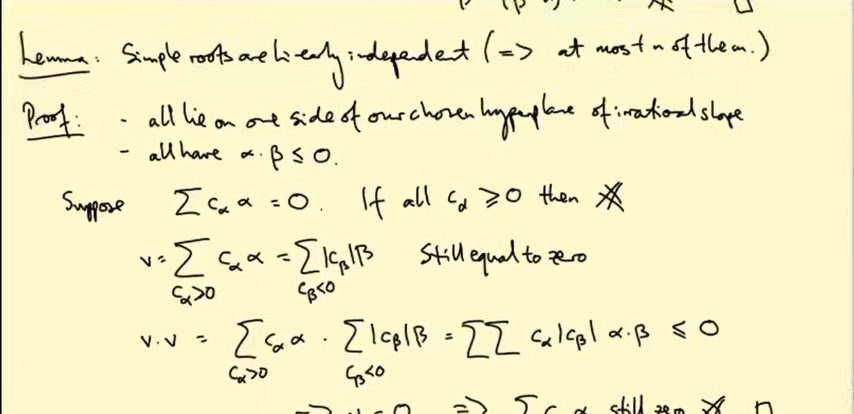 Lemma: Simple roots are linearly independent (=> at most n of them.)
Proof: - all lie on one side of our chosen hyperplane of irrational slope
- all have α·β ≤ 0.
Suppose Σ c_α α = 0. If all c_α ≥ 0 then ※
v = Σ_{c_α>0} c_α α = Σ_{c_β<0} |c_β| β Still equal to zero
v.v = Σ_{c_α>0} c_α α · Σ_{c_β<0} |c_β| β = ΣΣ c_α |c_β| α·β ≤ 0
=> Σ still zero ※ □